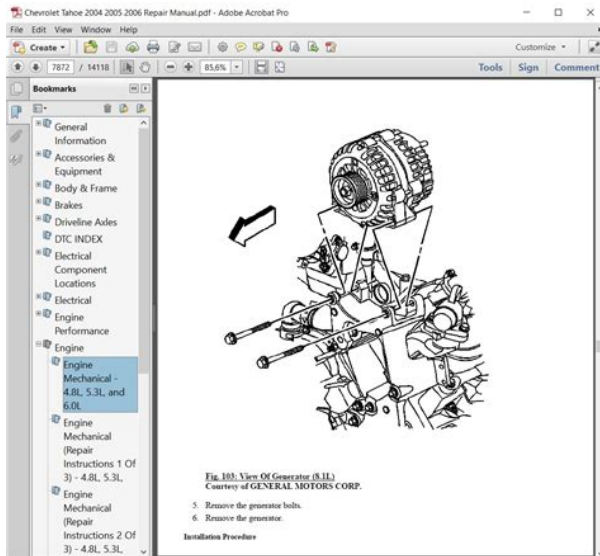 Chevrolet Tahoe 2004 2005 2006 Repair Manual.pdf - Adobe Acrobat Pro
File Edit View Window Help
Create
Customize
7872 / 14118
85,6%
Tools Sign Comment
Bookmarks
General
Information
Accessories &
Equipment
Body & Frame
Brakes
Driveline Axles
DTC INDEX
Electrical
Component
Locations
Electrical
Engine
Performance
Engine
Engine
Mechanical -
4.8L, 5.3L, and
6.0L
Engine
Mechanical
(Repair
Instructions 1 Of
3) - 4.8L, 5.3L,
Engine
Mechanical
(Repair
Instructions 2 Of
3) - 4.8L, 5.3L,
Fig. 103: View Of Generator (8.1L)
Courtesy of GENERAL MOTORS CORP.
5. Remove the generator bolts.
6. Remove the generator.
Installation Procedure